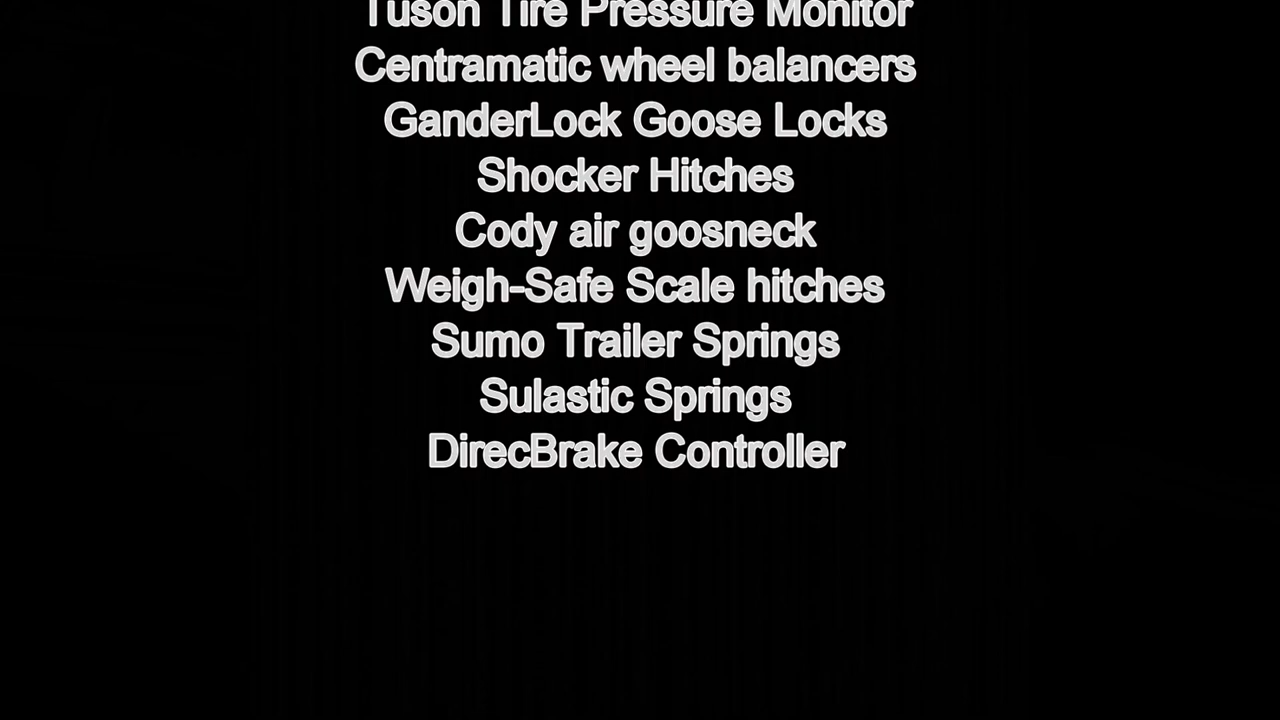 Tuson Tire Pressure Monitor
Centramatic wheel balancers
GanderLock Goose Locks
Shocker Hitches
Cody air goosneck
Weigh-Safe Scale hitches
Sumo Trailer Springs
Sulastic Springs
DirecBrake Controller